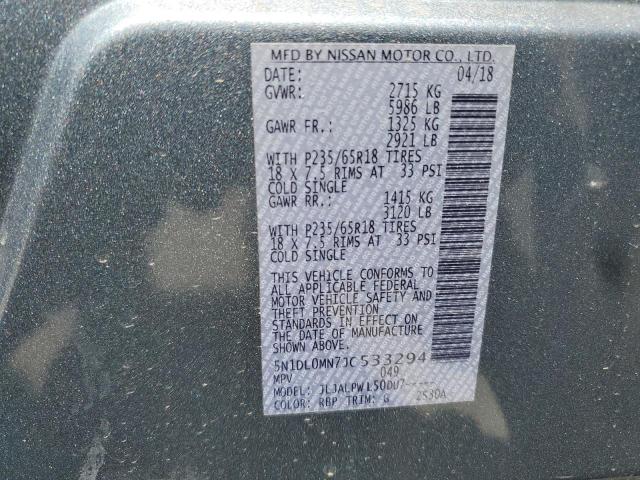 MFD BY NISSAN MOTOR CO., LTD.
DATE: 04/18
GVWR: 2715 KG
5986 LB
GAWR FR.: 1325 KG
2921 LB
WITH P235/65R18 TIRES
18 X 7.5 RIMS AT 33 PSI
COLD SINGLE
GAWR RR.: 1415 KG
3120 LB
WITH P235/65R18 TIRES
18 X 7.5 RIMS AT 33 PSI
COLD SINGLE
THIS VEHICLE CONFORMS TO
ALL APPLICABLE FEDERAL
MOTOR VEHICLE SAFETY AND
THEFT PREVENTION
STANDARDS IN EFFECT ON
THE DATE OF MANUFACTURE
SHOWN ABOVE.
5N1DL0MN7JC533294
MPV 049
MODEL: JLJALPWL50DU7-----
COLOR: RBP TRIM: G 2S30A